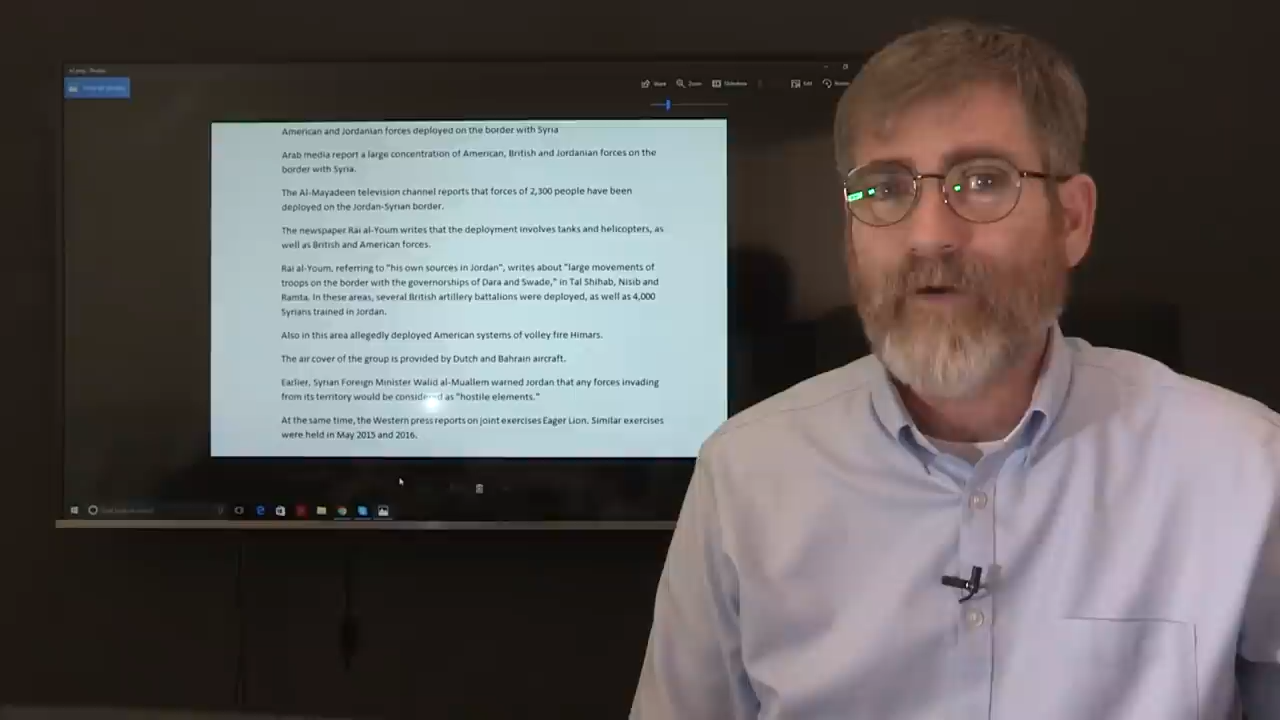 Share
Zoom
Slideshow
Edit
American and Jordanian forces deployed on the border with Syria
Arab media report a large concentration of American, British and Jordanian forces on the
border with Syria.
The Al-Mayadeen television channel reports that forces of 2,300 people have been
deployed on the Jordan-Syrian border.
The newspaper Rai al-Youm writes that the deployment involves tanks and helicopters, as
well as British and American forces.
Rai al-Youm, referring to "his own sources in Jordan", writes about "large movements of
troops on the border with the governorships of Dara and Swade," in Tal Shihab, Nisib and
Ramta. In these areas, several British artillery battalions were deployed, as well as 4,000
Syrians trained in Jordan.
Also in this area allegedly deployed American systems of volley fire Himars.
The air cover of the group is provided by Dutch and Bahrain aircraft.
Earlier, Syrian Foreign Minister Walid al-Muallem warned Jordan that any forces invading
from its territory would be considered as "hostile elements."
At the same time, the Western press reports on joint exercises Eager Lion. Similar exercises
were held in May 2015 and 2016.